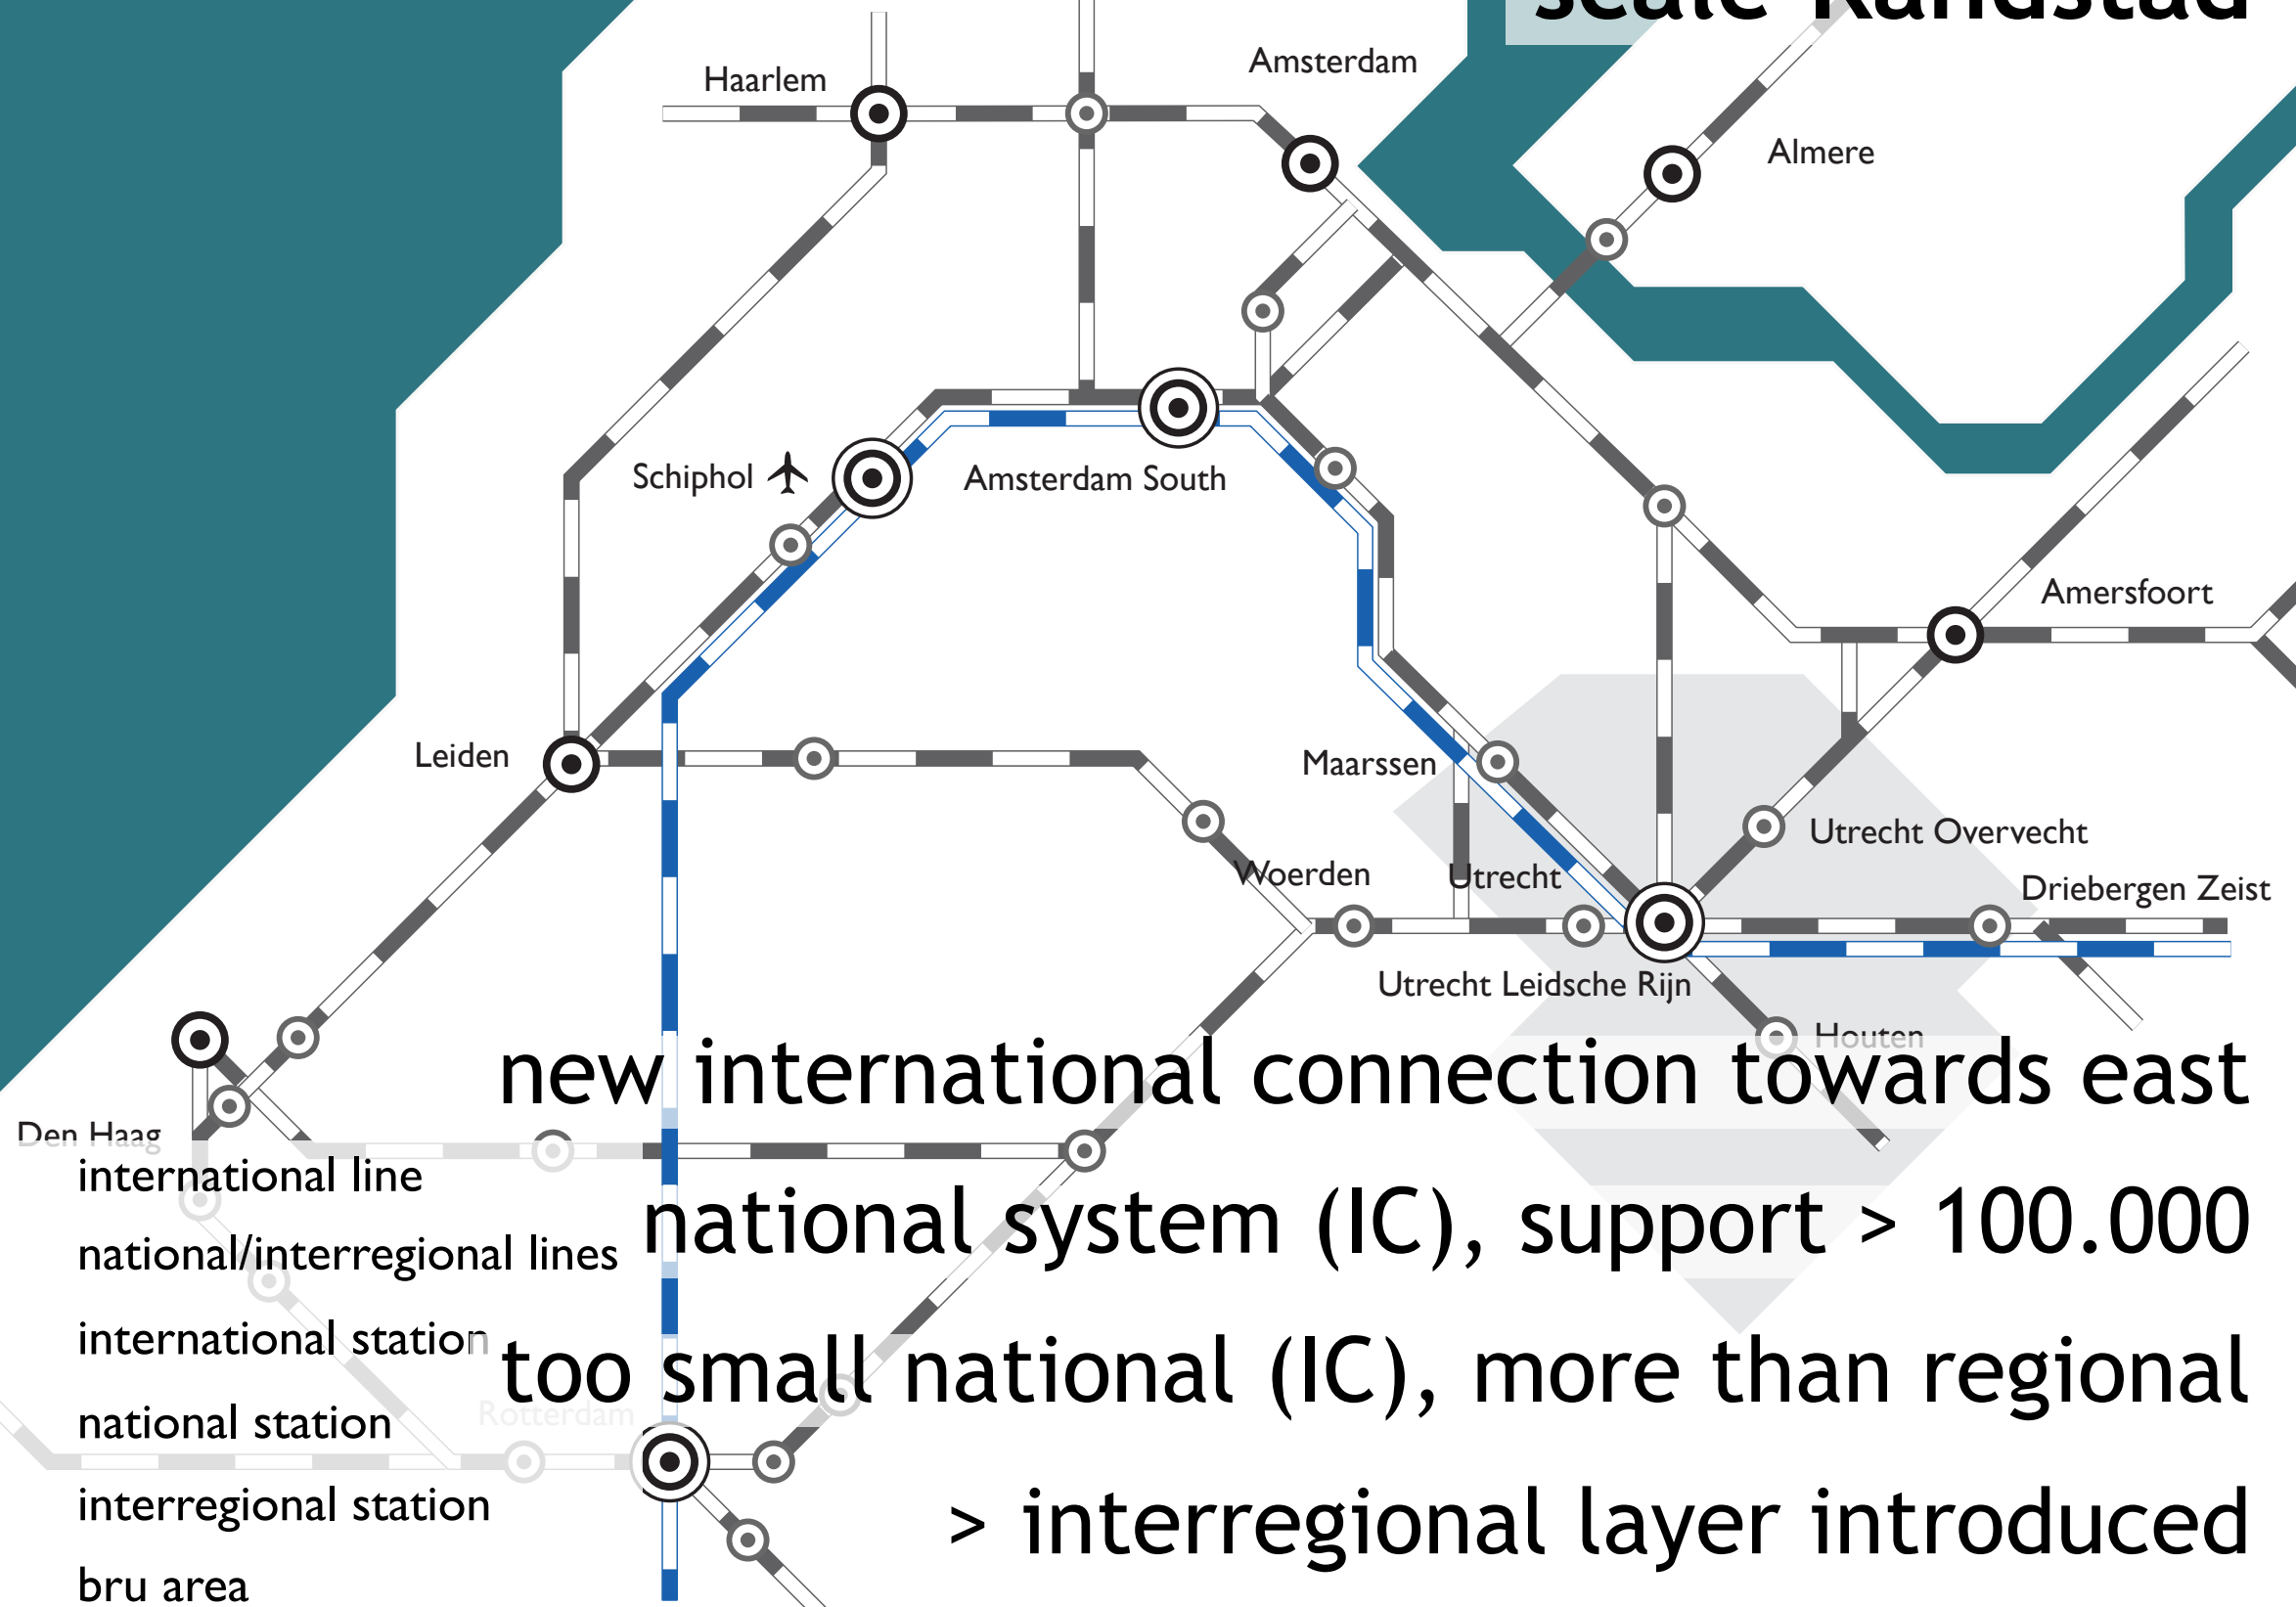 scale Randstad
Amsterdam
Haarlem
Almere
Schiphol
Amsterdam South
Amersfoort
Leiden
Maarssen
Utrecht Overvecht
Woerden
Utrecht
Driebergen Zeist
Utrecht Leidsche Rijn
Houten
new international connection towards east
Den Haag
international line
national/interregional lines
national system (IC), support > 100.000
international station
too small national (IC), more than regional
national station
Rotterdam
interregional station
> interregional layer introduced
bru area